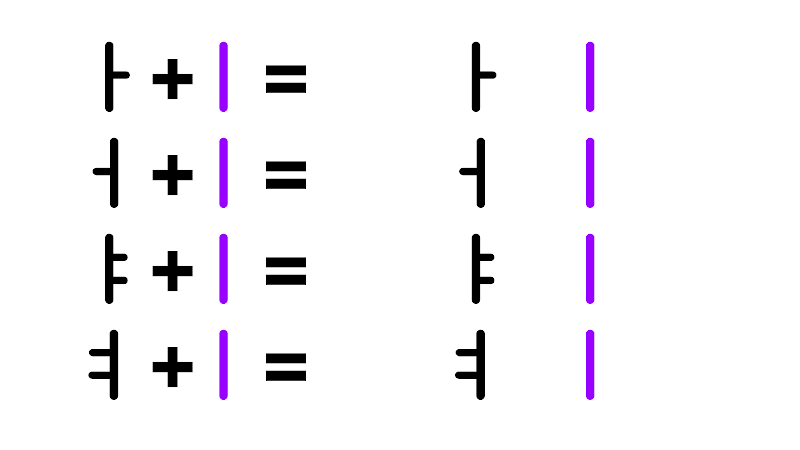 ㅏ + ㅣ = ㅏ ㅣ
ㅓ + ㅣ = ㅓ ㅣ
ㅑ + ㅣ = ㅑ ㅣ
ㅕ + ㅣ = ㅕ ㅣ